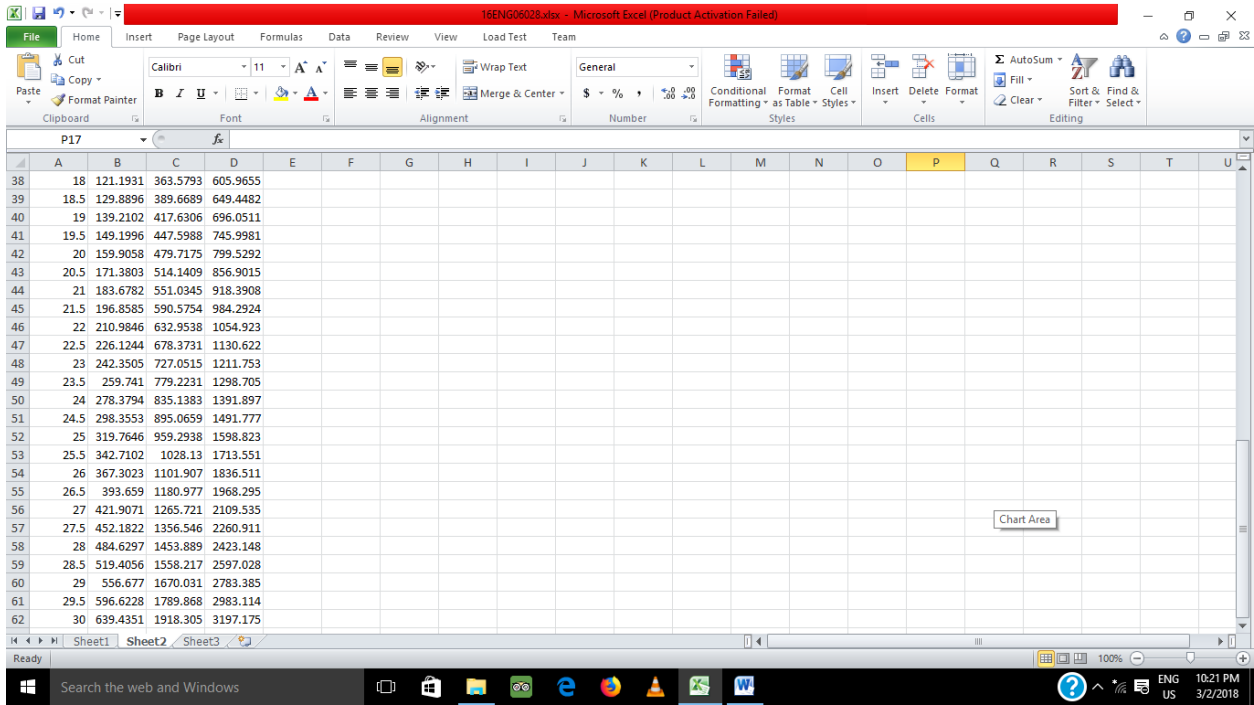 16ENG06028.xlsx - Microsoft Excel (Product Activation Failed)
File Home Insert Page Layout Formulas Data Review View Load Test Team
Cut
Copy
Format Painter
Paste
Clipboard
Calibri 11 A A
B I U A
Font
Wrap Text
Merge & Center
Alignment
General
$ % , .0 .00 .00 .0
Number
Conditional Formatting
Format as Table
Cell Styles
Styles
Insert Delete Format
Cells
Σ AutoSum
Fill
Clear
Sort & Filter
Find & Select
Editing
P17 fx
A B C D E F G H I J K L M N O P Q R S T U
38 18 121.1931 363.5793 605.9655
39 18.5 129.8896 389.6689 649.4482
40 19 139.2102 417.6306 696.0511
41 19.5 149.1996 447.5988 745.9981
42 20 159.9058 479.7175 799.5292
43 20.5 171.3803 514.1409 856.9015
44 21 183.6782 551.0345 918.3908
45 21.5 196.8585 590.5754 984.2924
46 22 210.9846 632.9538 1054.923
47 22.5 226.1244 678.3731 1130.622
48 23 242.3505 727.0515 1211.753
49 23.5 259.741 779.2231 1298.705
50 24 278.3794 835.1383 1391.897
51 24.5 298.3553 895.0659 1491.777
52 25 319.7646 959.2938 1598.823
53 25.5 342.7102 1028.13 1713.551
54 26 367.3023 1101.907 1836.511
55 26.5 393.659 1180.977 1968.295
56 27 421.9071 1265.721 2109.535
57 27.5 452.1822 1356.546 2260.911
Chart Area
58 28 484.6297 1453.889 2423.148
59 28.5 519.4056 1558.217 2597.028
60 29 556.677 1670.031 2783.385
61 29.5 596.6228 1789.868 2983.114
62 30 639.4351 1918.305 3197.175
Sheet1 Sheet2 Sheet3
Ready 100%
Search the web and Windows
ENG 10:21 PM
US 3/2/2018